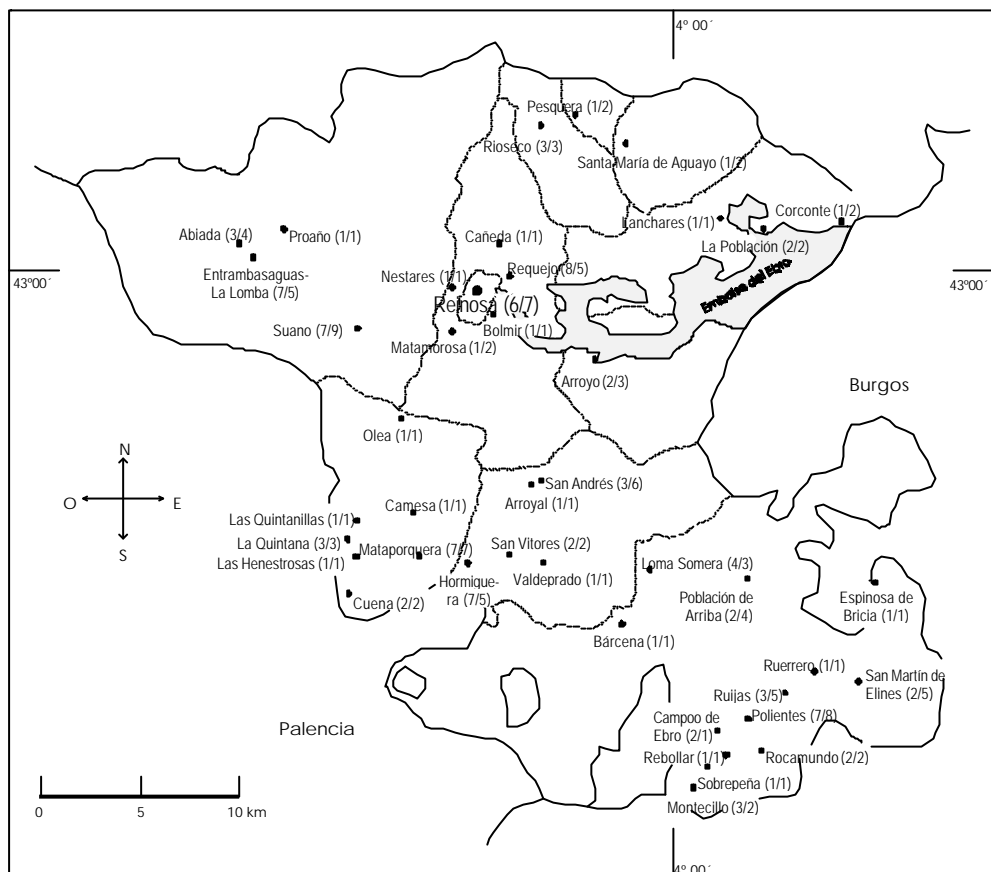 4º 00´
Pesquera (1/2)
Rioseco (3/3)
Santa María de Aguayo (1/2)
Lanchares (1/1)
Corconte (1/2)
La Población (2/2)
Abiada (3/4)
Proaño (1/1)
Cañeda (1/1)
Entrambasaguas-
La Lomba (7/5)
Nestares (1/1)
Requejo (8/5)
43º00´
43º00´
Embalse del Ebro
Reinosa (6/7)
Suano (7/9)
Bolmir (1/1)
Matamorosa (1/2)
Arroyo (2/3)
Burgos
Olea (1/1)
N
O
E
S
San Andrés (3/6)
Arroyal (1/1)
Camesa (1/1)
Las Quintanillas (1/1)
La Quintana (3/3)
Mataporquera (7/7)
Las Henestrosas (1/1)
San Vitores (2/2)
Valdeprado (1/1)
Hormigue-
ra (7/5)
Loma Somera (4/3)
Cuena (2/2)
Población de
Arriba (2/4)
Espinosa de
Bricia (1/1)
Bárcena (1/1)
Ruerrero (1/1)
San Martín de
Elines (2/5)
Ruijas (3/5)
Polientes (7/8)
Campoo de
Ebro (2/1)
Palencia
Rebollar (1/1)
Rocamundo (2/2)
Sobrepeña (1/1)
Montecillo (3/2)
0
5
10 km
4º 00´